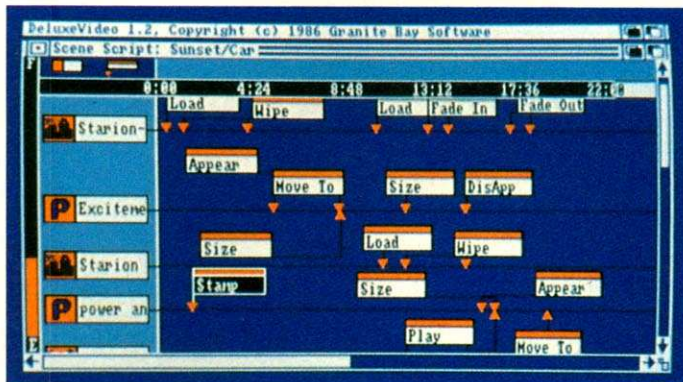 DeluxeVideo 1.2, Copyright (c) 1986 Granite Bay Software
Scene Script: Sunset/Car
F
0:00 4:24 8:48 13:12 17:36 22:00
Load Wipe Load Fade In Fade Out
Starion-
Appear
Move To Size DisApp
P Exciteme
Size Load Wipe
Starion
Stamp Size Appear
P power an
Play Move To
E